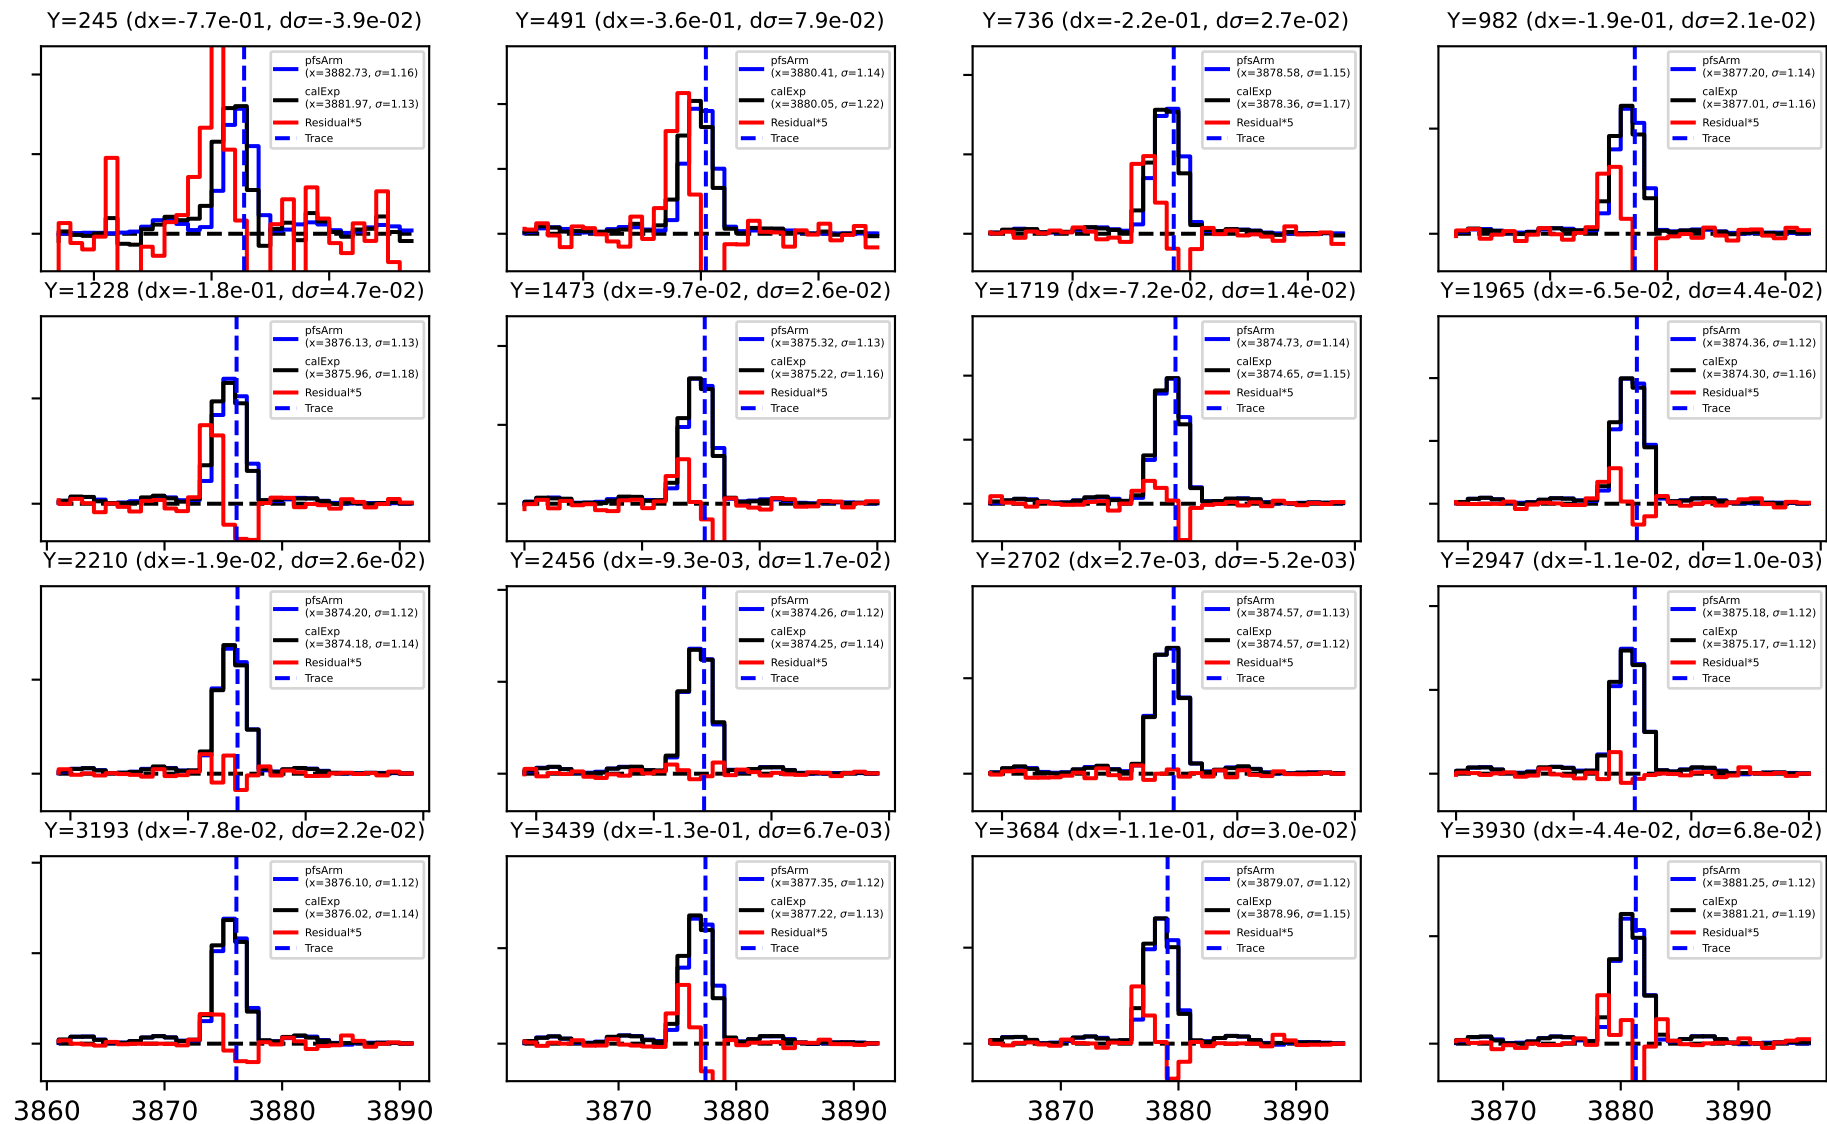 Y=245 (dx=-7.7e-01, dσ=-3.9e-02)
pfsArm
(x=3882.73, σ=1.16)
calExp
(x=3881.97, σ=1.13)
Residual*5
Trace
Y=491 (dx=-3.6e-01, dσ=7.9e-02)
pfsArm
(x=3880.41, σ=1.14)
calExp
(x=3880.05, σ=1.22)
Residual*5
Trace
Y=736 (dx=-2.2e-01, dσ=2.7e-02)
pfsArm
(x=3878.58, σ=1.15)
calExp
(x=3878.36, σ=1.17)
Residual*5
Trace
Y=982 (dx=-1.9e-01, dσ=2.1e-02)
pfsArm
(x=3877.20, σ=1.14)
calExp
(x=3877.01, σ=1.16)
Residual*5
Trace
Y=1228 (dx=-1.8e-01, dσ=4.7e-02)
pfsArm
(x=3876.13, σ=1.13)
calExp
(x=3875.96, σ=1.18)
Residual*5
Trace
Y=1473 (dx=-9.7e-02, dσ=2.6e-02)
pfsArm
(x=3875.32, σ=1.13)
calExp
(x=3875.22, σ=1.16)
Residual*5
Trace
Y=1719 (dx=-7.2e-02, dσ=1.4e-02)
pfsArm
(x=3874.73, σ=1.14)
calExp
(x=3874.65, σ=1.15)
Residual*5
Trace
Y=1965 (dx=-6.5e-02, dσ=4.4e-02)
pfsArm
(x=3874.36, σ=1.12)
calExp
(x=3874.30, σ=1.16)
Residual*5
Trace
Y=2210 (dx=-1.9e-02, dσ=2.6e-02)
pfsArm
(x=3874.20, σ=1.12)
calExp
(x=3874.18, σ=1.14)
Residual*5
Trace
Y=2456 (dx=-9.3e-03, dσ=1.7e-02)
pfsArm
(x=3874.26, σ=1.12)
calExp
(x=3874.25, σ=1.14)
Residual*5
Trace
Y=2702 (dx=2.7e-03, dσ=-5.2e-03)
pfsArm
(x=3874.57, σ=1.13)
calExp
(x=3874.57, σ=1.12)
Residual*5
Trace
Y=2947 (dx=-1.1e-02, dσ=1.0e-03)
pfsArm
(x=3875.18, σ=1.12)
calExp
(x=3875.17, σ=1.12)
Residual*5
Trace
Y=3193 (dx=-7.8e-02, dσ=2.2e-02)
pfsArm
(x=3876.10, σ=1.12)
calExp
(x=3876.02, σ=1.14)
Residual*5
Trace
3860 3870 3880 3890
Y=3439 (dx=-1.3e-01, dσ=6.7e-03)
pfsArm
(x=3877.35, σ=1.12)
calExp
(x=3877.22, σ=1.13)
Residual*5
Trace
3870 3880 3890
Y=3684 (dx=-1.1e-01, dσ=3.0e-02)
pfsArm
(x=3879.07, σ=1.12)
calExp
(x=3878.96, σ=1.15)
Residual*5
Trace
3870 3880 3890
Y=3930 (dx=-4.4e-02, dσ=6.8e-02)
pfsArm
(x=3881.25, σ=1.12)
calExp
(x=3881.21, σ=1.19)
Residual*5
Trace
3870 3880 3890